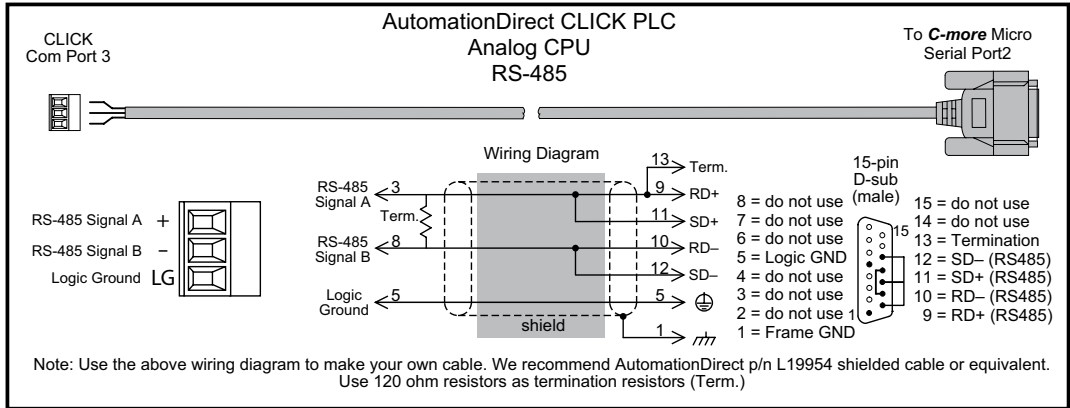 AutomationDirect CLICK PLC
Analog CPU
RS-485
CLICK
Com Port 3
To C-more Micro
Serial Port2
Wiring Diagram
RS-485 Signal A +
RS-485 Signal B –
Logic Ground LG
RS-485
Signal A
3
Term.
RS-485
Signal B
8
Logic
Ground
5
shield
13 Term.
9 RD+
11 SD+
10 RD–
12 SD–
5
1
8 = do not use
7 = do not use
6 = do not use
5 = Logic GND
4 = do not use
3 = do not use
2 = do not use
1 = Frame GND
15-pin
D-sub
(male)
15
1
15 = do not use
14 = do not use
13 = Termination
12 = SD– (RS485)
11 = SD+ (RS485)
10 = RD– (RS485)
9 = RD+ (RS485)
Note: Use the above wiring diagram to make your own cable. We recommend AutomationDirect p/n L19954 shielded cable or equivalent.
Use 120 ohm resistors as termination resistors (Term.)